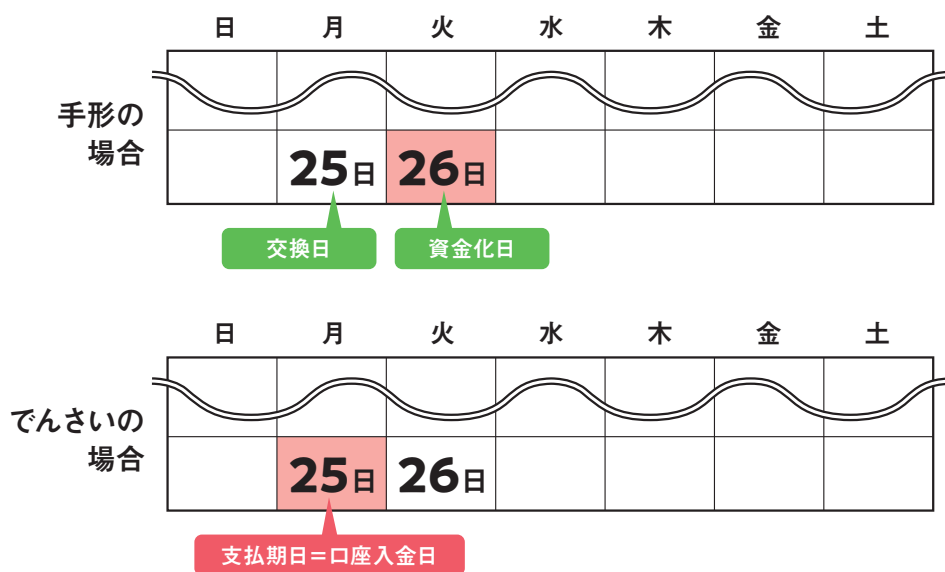 日 月 火 水 木 金 土
手形の
場合
25日 26日
交換日 資金化日
日 月 火 水 木 金 土
でんさいの
場合
25日 26日
支払期日=口座入金日